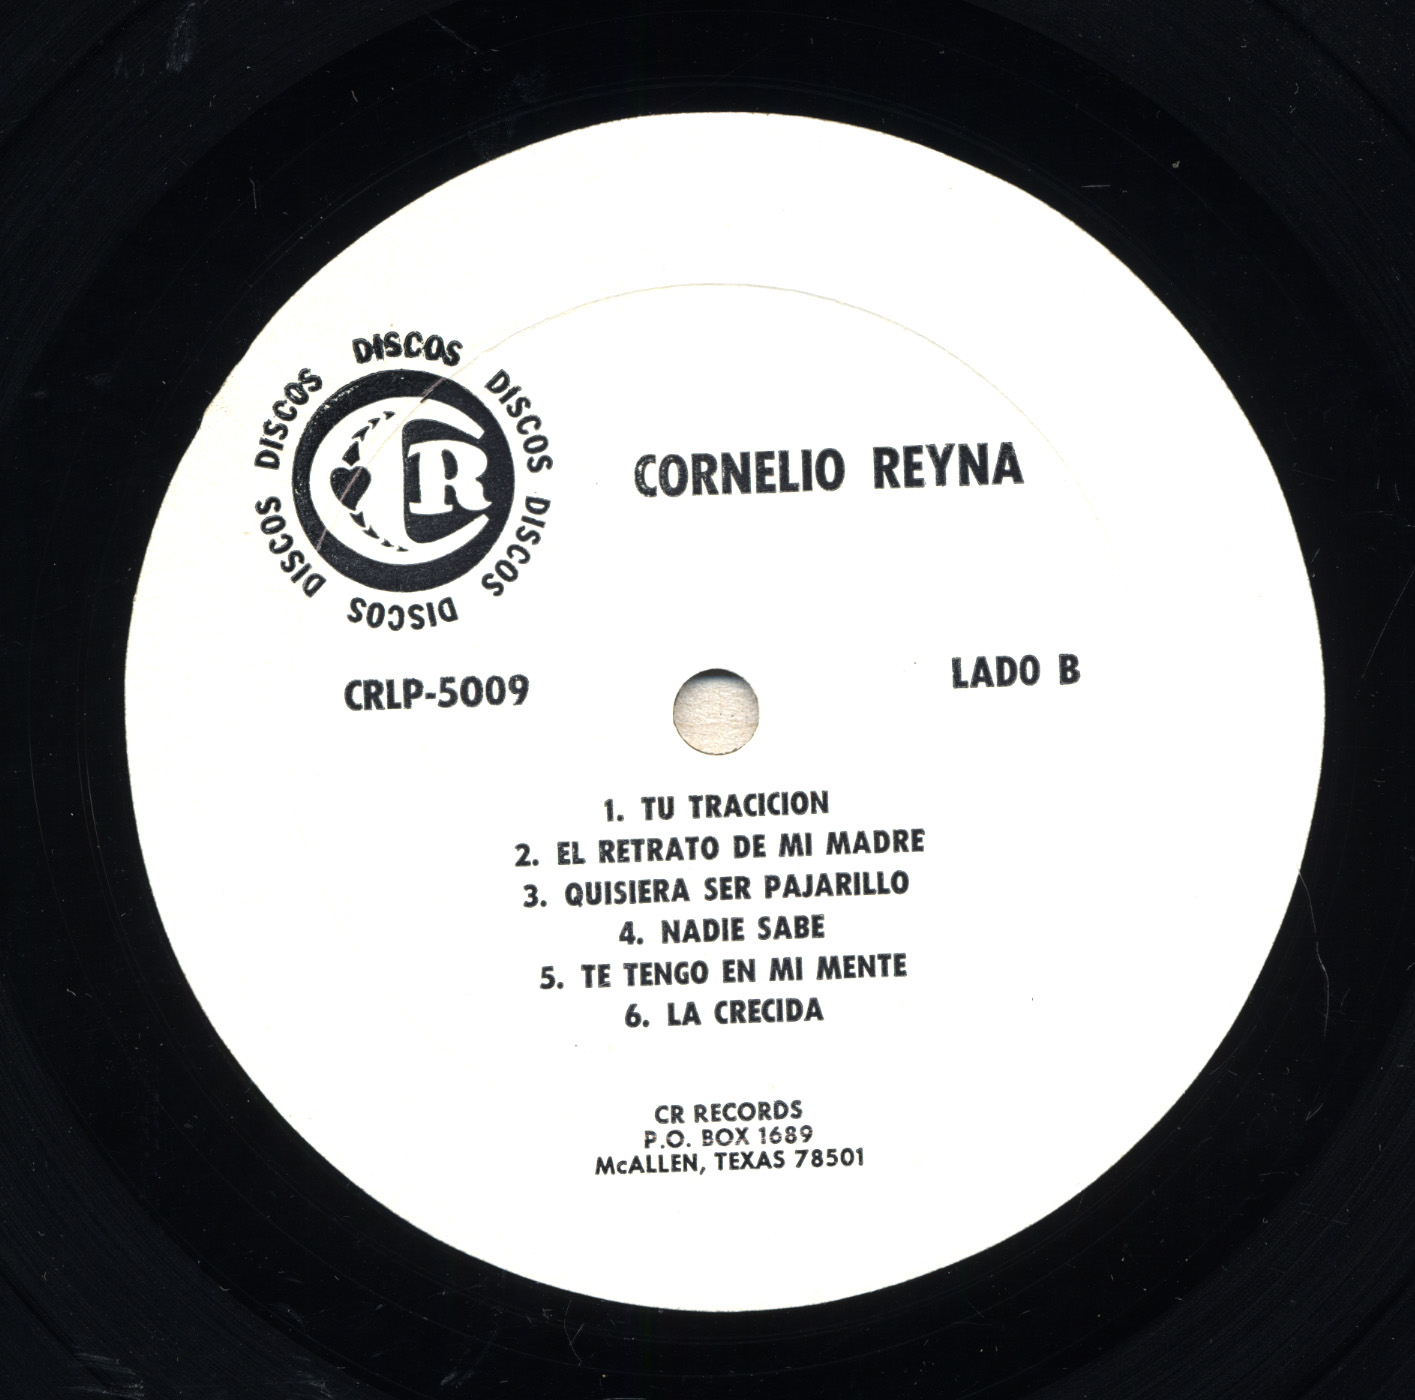 DISCOS DISCOS DISCOS DISCOS DISCOS DISCOS DISCOS
CR
CORNELIO REYNA
CRLP-5009
LADO B
1. TU TRACICION
2. EL RETRATO DE MI MADRE
3. QUISIERA SER PAJARILLO
4. NADIE SABE
5. TE TENGO EN MI MENTE
6. LA CRECIDA
CR RECORDS
P.O. BOX 1689
McALLEN, TEXAS 78501